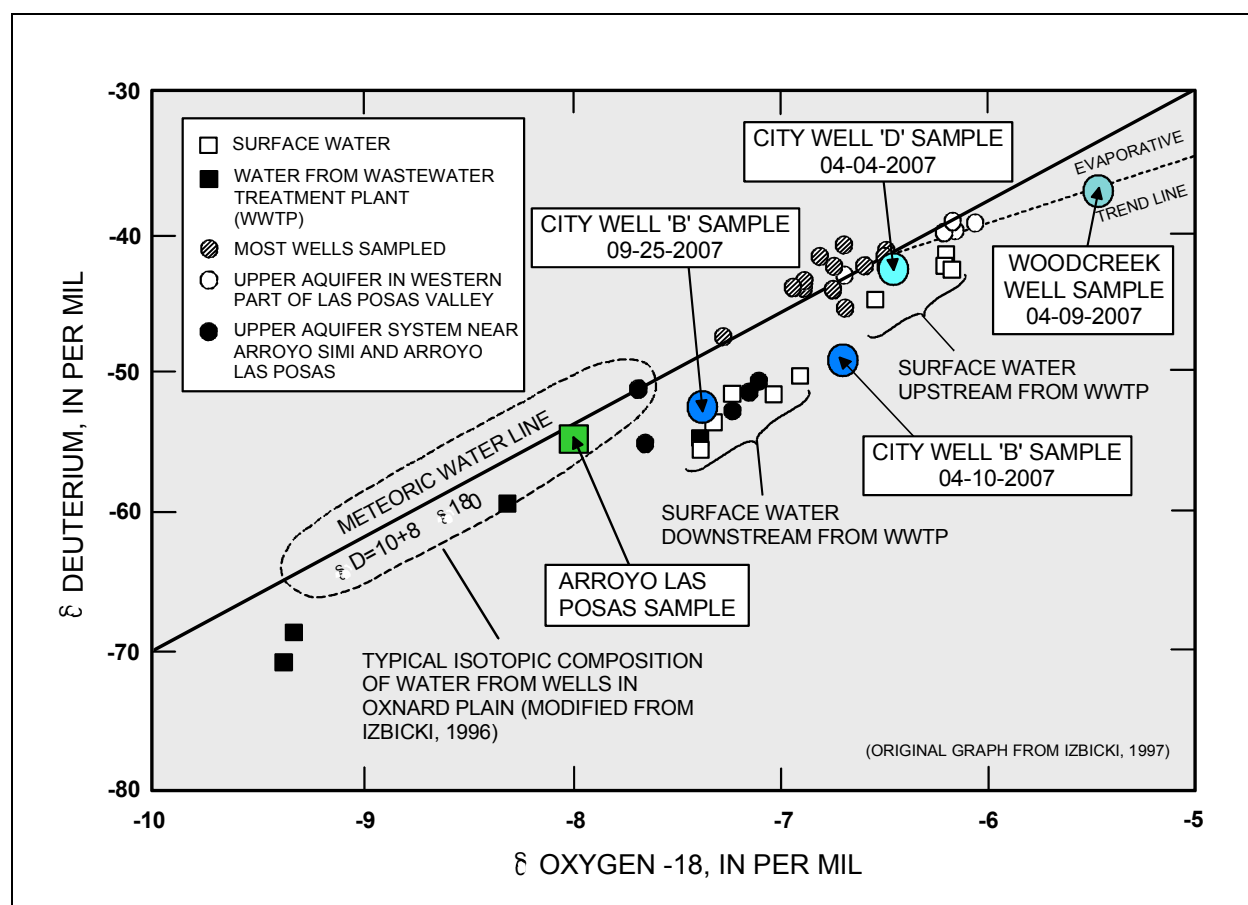 -30
-40
-50
-60
-70
-80
-10
-9
-8
-7
-6
-5
δ DEUTERIUM, IN PER MIL
δ OXYGEN -18, IN PER MIL
SURFACE WATER
WATER FROM WASTEWATER
TREATMENT PLANT
(WWTP)
MOST WELLS SAMPLED
UPPER AQUIFER IN WESTERN
PART OF LAS POSAS VALLEY
UPPER AQUIFER SYSTEM NEAR
ARROYO SIMI AND ARROYO
LAS POSAS
CITY WELL 'D' SAMPLE
04-04-2007
CITY WELL 'B' SAMPLE
09-25-2007
EVAPORATIVE
TREND LINE
WOODCREEK
WELL SAMPLE
04-09-2007
SURFACE WATER
UPSTREAM FROM WWTP
CITY WELL 'B' SAMPLE
04-10-2007
SURFACE WATER
DOWNSTREAM FROM WWTP
METEORIC WATER LINE
δ D=10+8 δ180
ARROYO LAS
POSAS SAMPLE
TYPICAL ISOTOPIC COMPOSITION
OF WATER FROM WELLS IN
OXNARD PLAIN (MODIFIED FROM
IZBICKI, 1996)
(ORIGINAL GRAPH FROM IZBICKI, 1997)